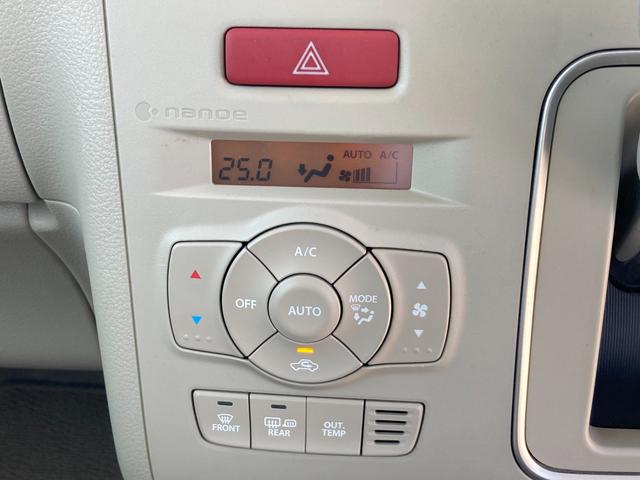 nanoe
AUTO A/C
25.0
A/C
OFF
AUTO
MODE
FRONT
REAR
OUT.
TEMP